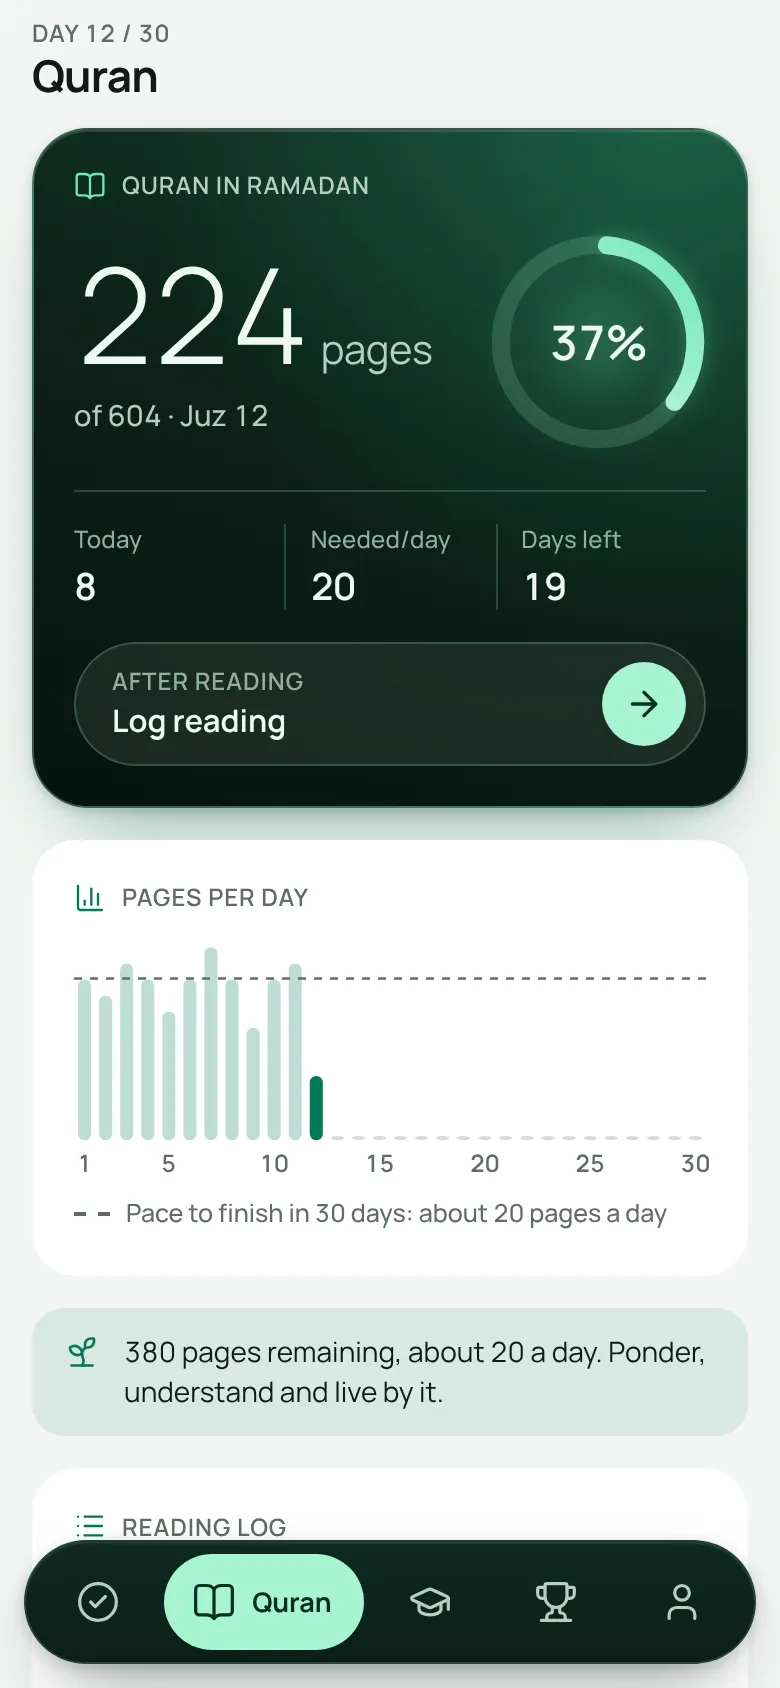 DAY 12 / 30
Quran
QURAN IN RAMADAN
224 pages
37%
of 604 · Juz 12
Today
8
Needed/day
20
Days left
19
AFTER READING
Log reading
PAGES PER DAY
1 5 10 15 20 25 30
Pace to finish in 30 days: about 20 pages a day
380 pages remaining, about 20 a day. Ponder,
understand and live by it.
READING LOG
Quran